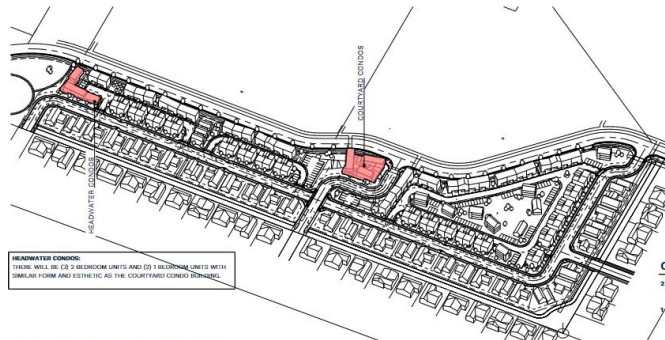 COURTYARD CONDOS
HEADWATER CONDOS
HEADWATER CONDOS:
THERE WILL BE (3) 2 BEDROOM UNITS AND (2) 1 BEDROOM UNITS WITH
SIMILAR FORM AND ESTHETIC AS THE COURTYARD CONDO BUILDING.